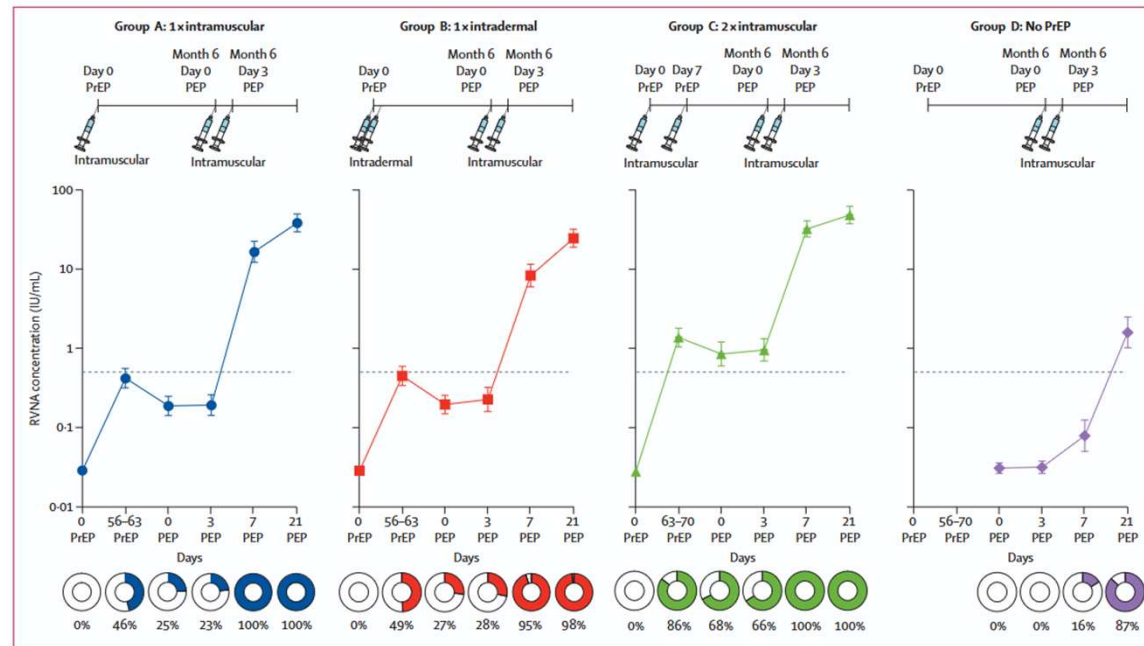 Group A: 1×intramuscular
Month 6 Month 6
Day 0 Day 0 Day 3
PrEP PEP PEP
Intramuscular Intramuscular
Group B: 1×intradermal
Month 6 Month 6
Day 0 Day 0 Day 3
PrEP PEP PEP
Intradermal Intramuscular
Group C: 2×intramuscular
Month 6 Month 6
Day 0 Day 7 Day 0 Day 3
PrEP PrEP PEP PEP
Intramuscular Intramuscular
Group D: No PrEP
Month 6 Month 6
Day 0 Day 0 Day 3
PrEP PEP PEP
Intramuscular
RVNA concentration (IU/mL)
100
10
1
0·1
0·01
0 56–63 0 3 7 21
PrEP PrEP PEP PEP PEP PEP
Days
0% 46% 25% 23% 100% 100%
0 56–63 0 3 7 21
PrEP PrEP PEP PEP PEP PEP
Days
0% 49% 27% 28% 95% 98%
0 63–70 0 3 7 21
PrEP PrEP PEP PEP PEP PEP
Days
0% 86% 68% 66% 100% 100%
0 56–70 0 3 7 21
PrEP PrEP PEP PEP PEP PEP
Days
0% 0% 16% 87%